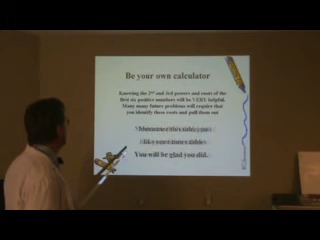 Be your own calculator
Knowing the 2nd and 3rd powers and roots of the
first six positive numbers will be VERY helpful.
Many many future problems will require that
you identify these roots and pull them out
Memorize this table just
like your times table
You will be glad you did.